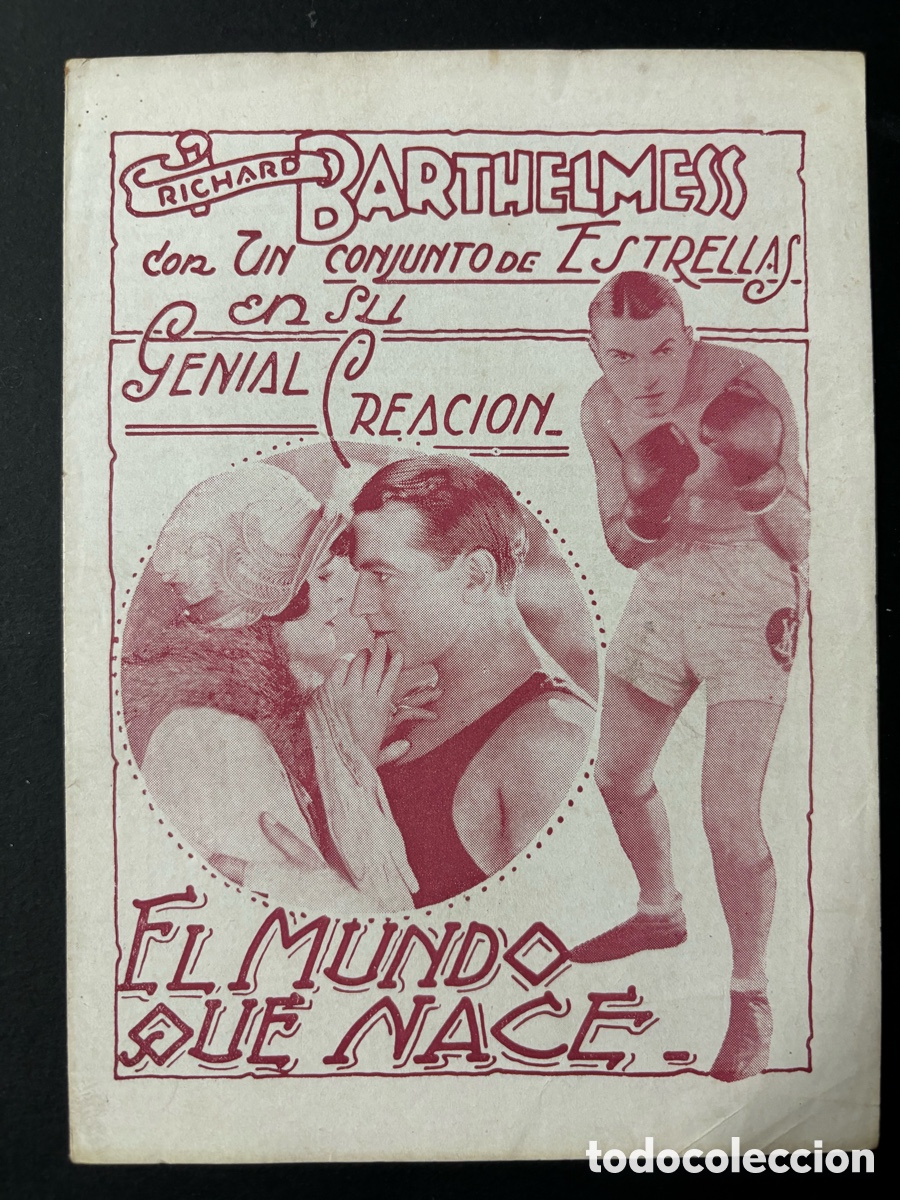 RICHARD BARTHELMESS
con UN CONJUNTO DE ESTRELLAS
en su
GENIAL CREACION
EL MUNDO
QUE NACE
todocoleccion